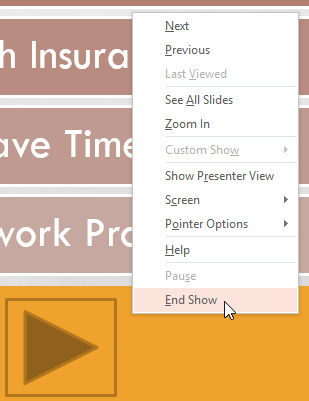 Next
Previous
h Insura
Last Viewed
See All Slides
Zoom In
ave Time
Custom Show
Show Presenter View
Screen
Pointer Options
work Pro
Help
Pause
End Show